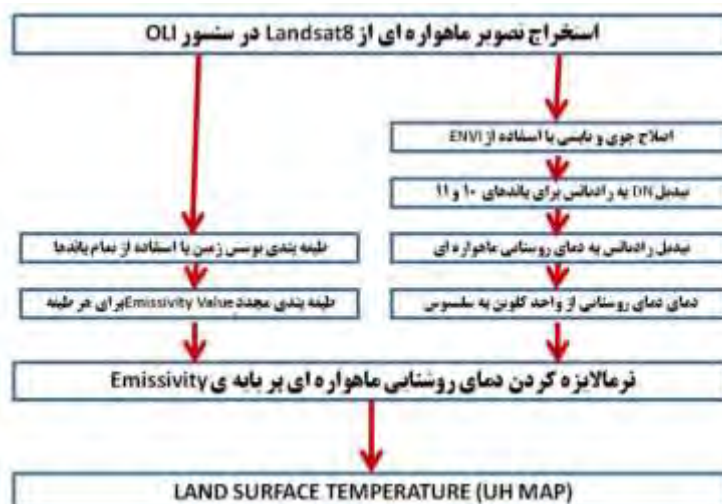 استخراج تصویر ماهواره ای از Landsat8 در سنسور OLI
اصلاح جوی و تابشی با استفاده از ENVI
تبدیل DN به رادیانس برای باندهای ۱۰ و ۱۱
تبدیل رادیانس به دمای روشنایی ماهواره ای
دمای دمای روستایی از واحد کلوین به سلسوس
طبقه بندی پوشش زمین با استفاده از تمام باندها
طبقه بندی مجدد Emissivity Value برای هر طبقه
نرمالایزه کردن دمای روشنایی ماهواره ای بر پایه ی Emissivity
LAND SURFACE TEMPERATURE (UH MAP)